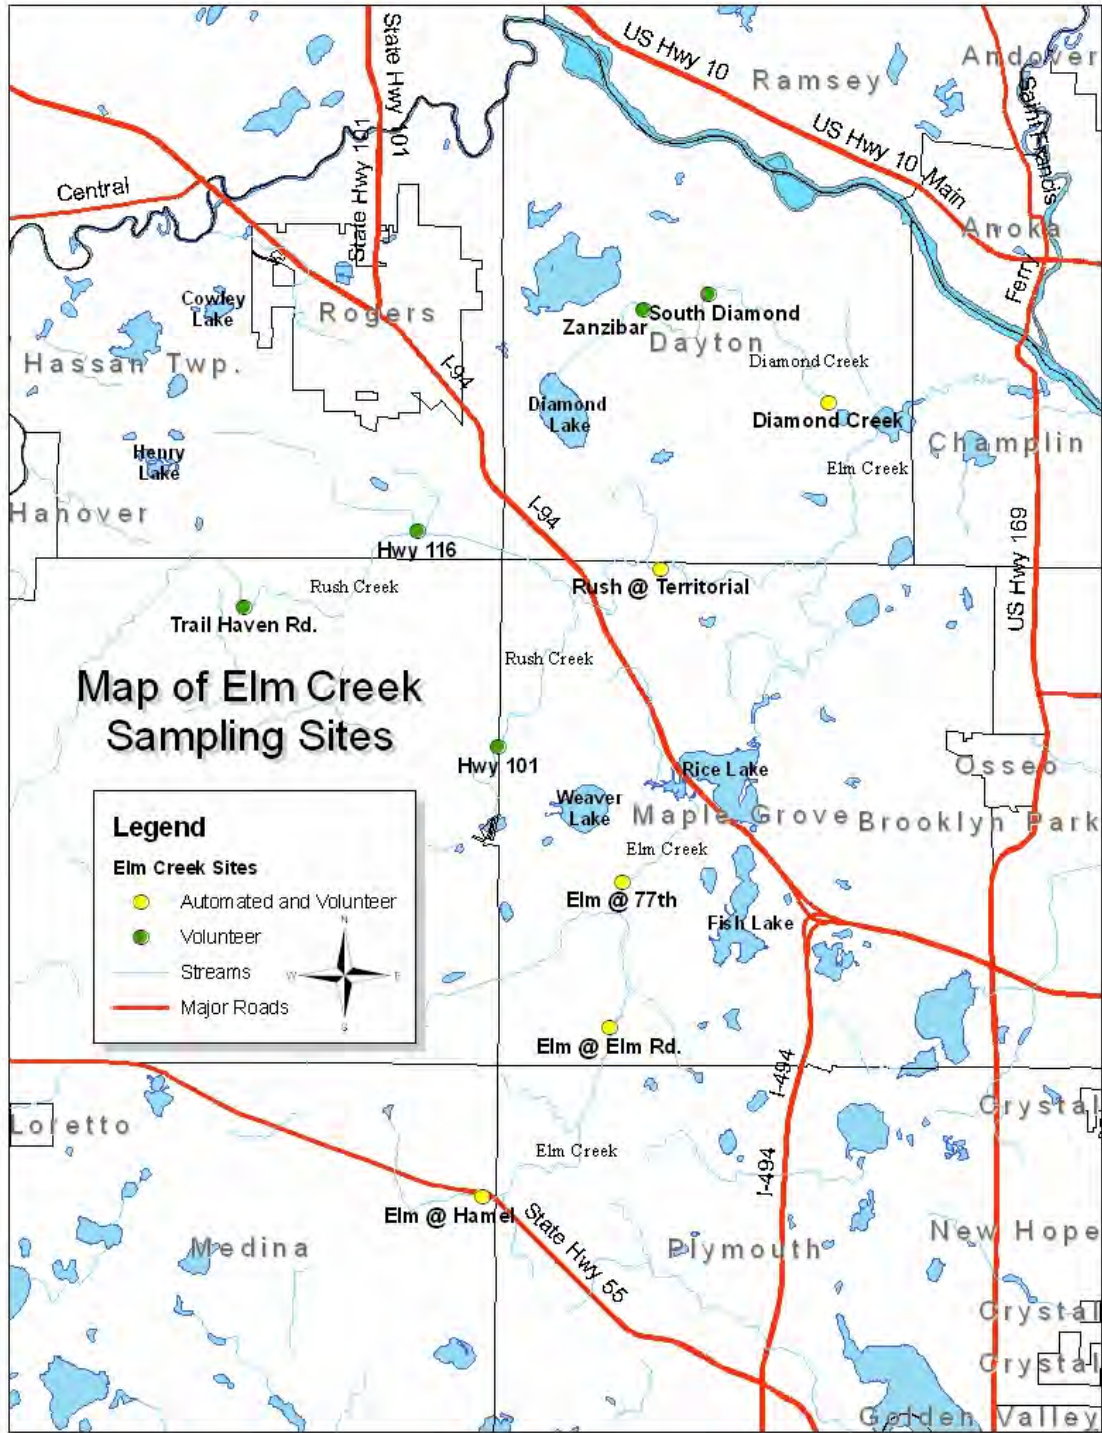 State Hwy 101
US Hwy 10
Ramsey
Andover
Saint Francis
US Hwy 10
Main
State Hwy 101
Central
Anoka
Ferry
Cowley
Lake
Rogers
Zanzibar
South Diamond
Dayton
Hassan Twp.
I-94
Diamond Creek
Diamond
Lake
Diamond Creek
Champlin
Henry
Lake
Elm Creek
Hanover
I-94
US Hwy 169
Hwy 116
Rush Creek
Rush @ Territorial
Trail Haven Rd.
Rush Creek
Map of Elm Creek
Sampling Sites
Hwy 101
Rice Lake
Osseo
Weaver
Lake
Maple Grove
Brooklyn Park
Elm Creek
Elm @ 77th
Fish Lake
Legend
Elm Creek Sites
Automated and Volunteer
Volunteer
Streams
Major Roads
N
W
E
S
Elm @ Elm Rd.
I-494
Crystal
Loretto
Elm Creek
I-494
Elm @ Hamel
State Hwy 55
Medina
Plymouth
New Hope
Crystal
Crystal
Golden Valley